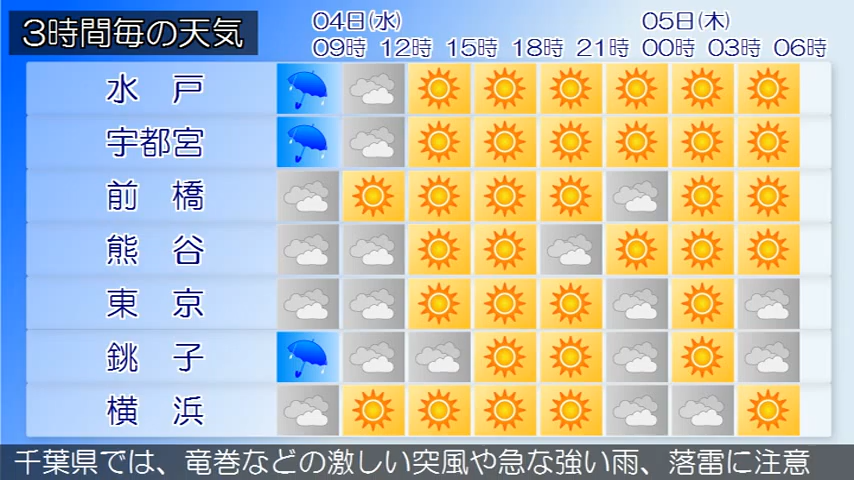 3時間毎の天気
04日(水) 05日(木)
09時 12時 15時 18時 21時 00時 03時 06時
水 戸
宇都宮
前 橋
熊 谷
東 京
銚 子
横 浜
千葉県では、竜巻などの激しい突風や急な強い雨、落雷に注意